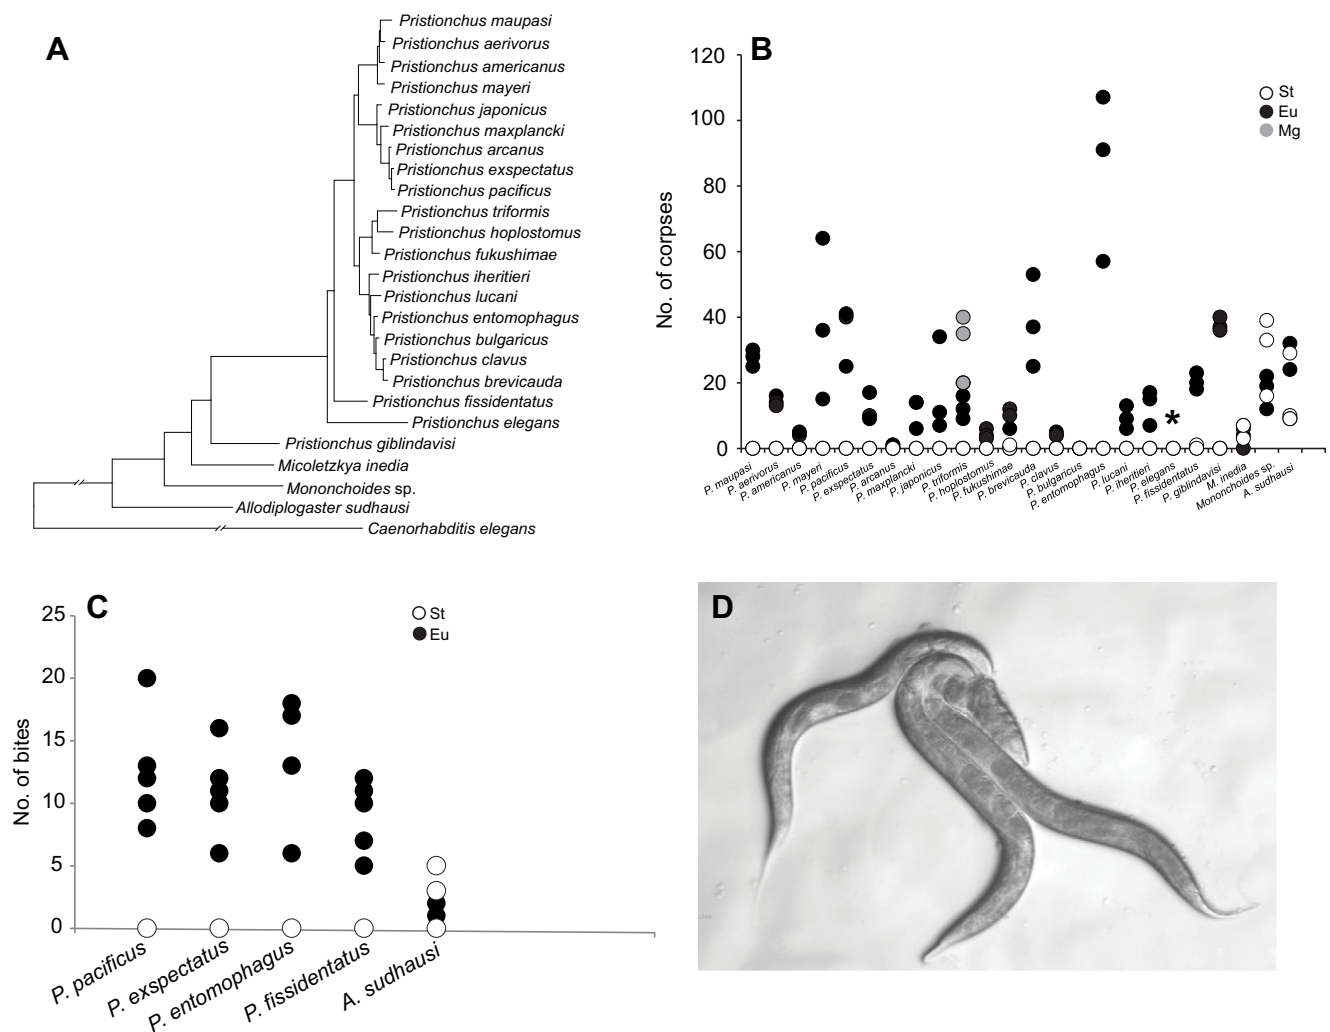 A
Pristionchus maupasi
Pristionchus aerivorus
Pristionchus americanus
Pristionchus mayeri
Pristionchus japonicus
Pristionchus maxplancki
Pristionchus arcanus
Pristionchus exspectatus
Pristionchus pacificus
Pristionchus triformis
Pristionchus hoplostomus
Pristionchus fukushimae
Pristionchus iheritieri
Pristionchus lucani
Pristionchus entomophagus
Pristionchus bulgaricus
Pristionchus clavus
Pristionchus brevicauda
Pristionchus fissidentatus
Pristionchus elegans
Pristionchus giblindavisi
Micoletzkya inedia
Mononchoides sp.
Allodiplogaster sudhausi
Caenorhabditis elegans
B
No. of corpses
120
100
80
60
40
20
0
St
Eu
Mg
*
P. maupasi
P. aerivorus
P. americanus
P. mayeri
P. pacificus
P. exspectatus
P. arcanus
P. maxplancki
P. japonicus
P. triformis
P. hoplostomus
P. fukushimae
P. brevicauda
P. clavus
P. bulgaricus
P. entomophagus
P. lucani
P. iheritieri
P. elegans
P. fissidentatus
P. giblindavisi
M. inedia
Mononchoides sp.
A. sudhausi
C
No. of bites
25
20
15
10
5
0
St
Eu
P. pacificus
P. exspectatus
P. entomophagus
P. fissidentatus
A. sudhausi
D